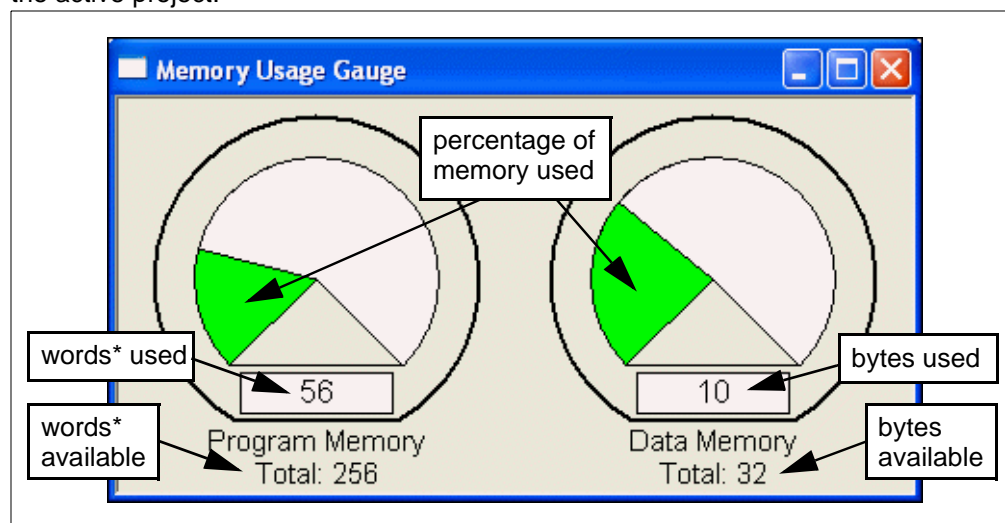 the active project.
Memory Usage Gauge
percentage of
memory used
words* used
56
10
bytes used
words*
available
Program Memory
Total: 256
Data Memory
Total: 32
bytes
available